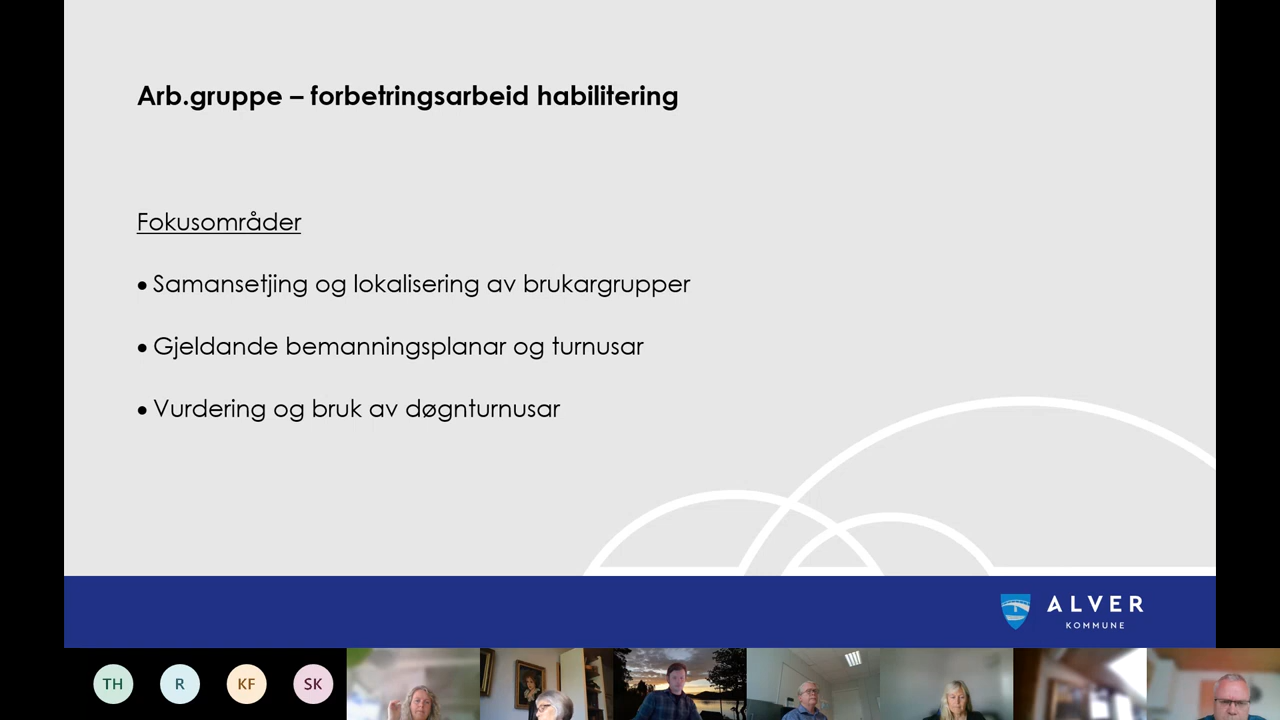 Arb.gruppe – forbetringsarbeid habilitering
Fokusområder
• Samansetjing og lokalisering av brukargrupper
• Gjeldande bemanningsplanar og turnusar
• Vurdering og bruk av døgnturnusar
ALVER
KOMMUNE
TH R KF SK